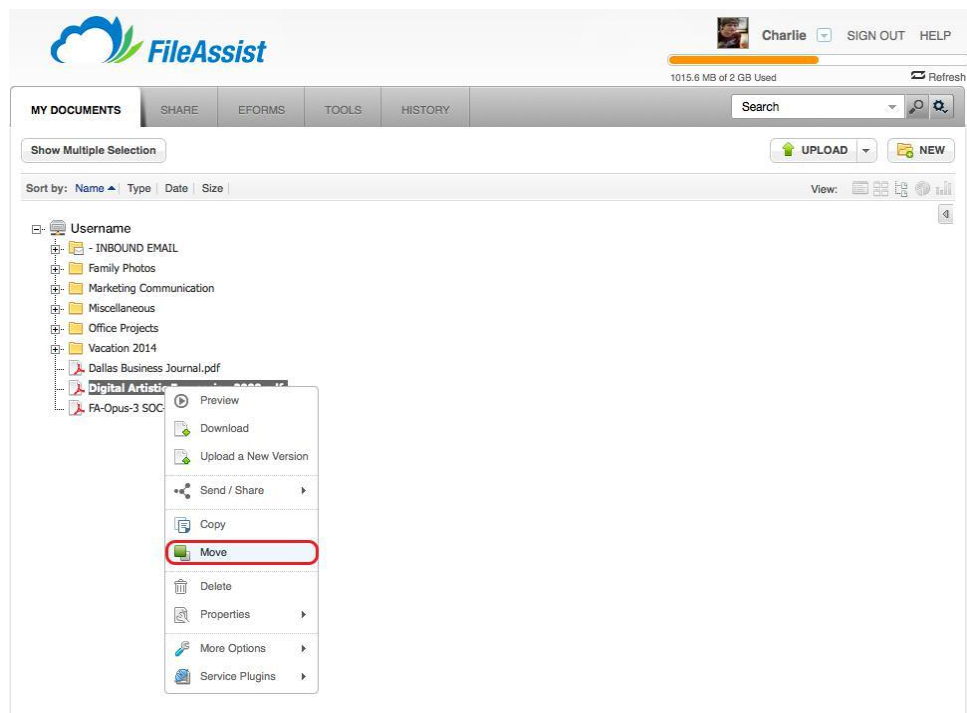 FileAssist
Charlie SIGN OUT HELP
1015.6 MB of 2 GB Used Refresh
MY DOCUMENTS SHARE EFORMS TOOLS HISTORY Search
Show Multiple Selection UPLOAD NEW
Sort by: Name Type Date Size View:
Username
- INBOUND EMAIL
Family Photos
Marketing Communication
Miscellaneous
Office Projects
Vacation 2014
Dallas Business Journal.pdf
Digital Artistic
FA-Opus-3 SOC-
Preview
Download
Upload a New Version
Send / Share
Copy
Move
Delete
Properties
More Options
Service Plugins